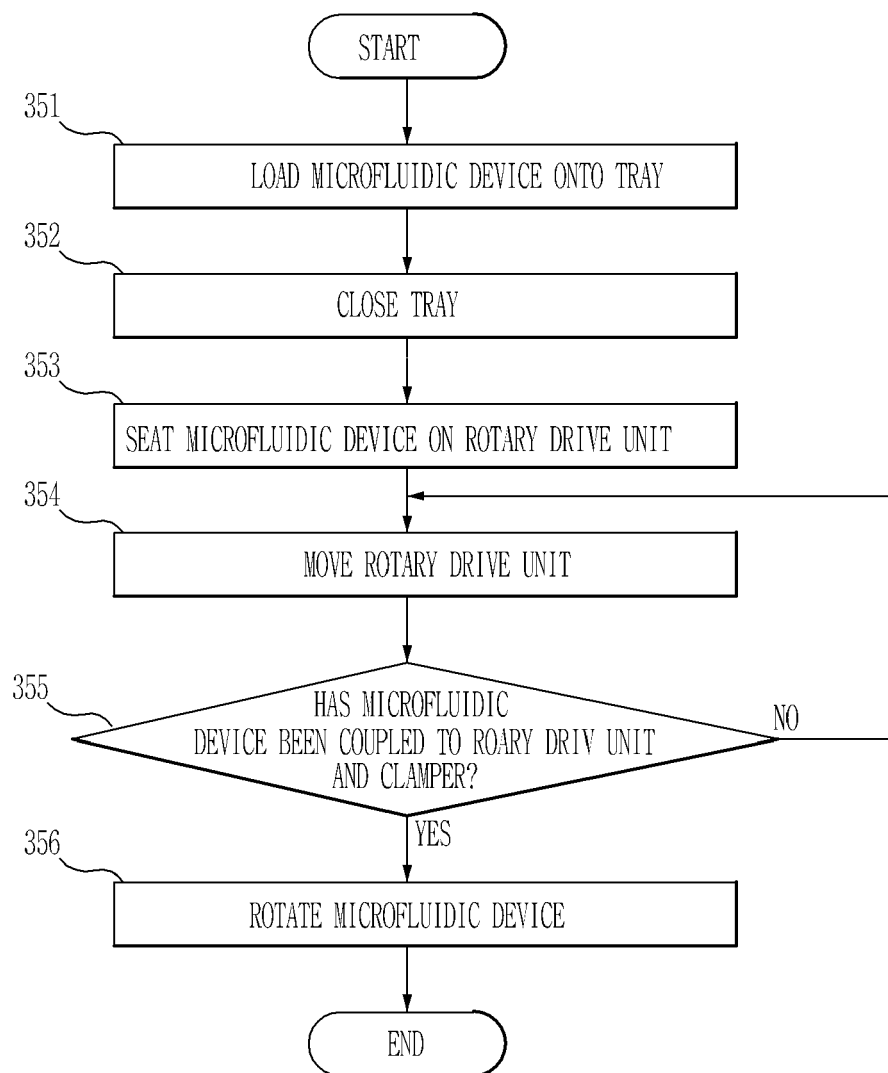 START
351
LOAD MICROFLUIDIC DEVICE ONTO TRAY
352
CLOSE TRAY
353
SEAT MICROFLUIDIC DEVICE ON ROTARY DRIVE UNIT
354
MOVE ROTARY DRIVE UNIT
355
HAS MICROFLUIDIC
DEVICE BEEN COUPLED TO ROARY DRIV UNIT
AND CLAMPER?
NO
YES
356
ROTATE MICROFLUIDIC DEVICE
END